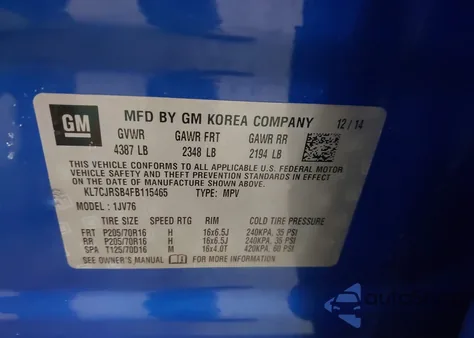 GM
MFD BY GM KOREA COMPANY 12/14
GVWR GAWR FRT GAWR RR
4387 LB 2348 LB 2194 LB
THIS VEHICLE CONFORMS TO ALL APPLICABLE U.S. FEDERAL MOTOR
VEHICLE SAFETY AND THEFT PREVENTION STANDARDS IN EFFECT
ON THE DATE OF MANUFACTURE SHOWN ABOVE.
KL7CJRSB4FB115465 TYPE: MPV
MODEL: 1JV76
TIRE SIZE SPEED RTG RIM COLD TIRE PRESSURE
FRT P205/70R16 H 16x6.5J 240KPA, 35 PSI
RR P205/70R16 H 16x6.5J 240KPA, 35 PSI
SPA T125/70D16 M 16x4.0T 420KPA, 60 PSI
SEE OWNER'S MANUAL FOR MORE INFORMATION